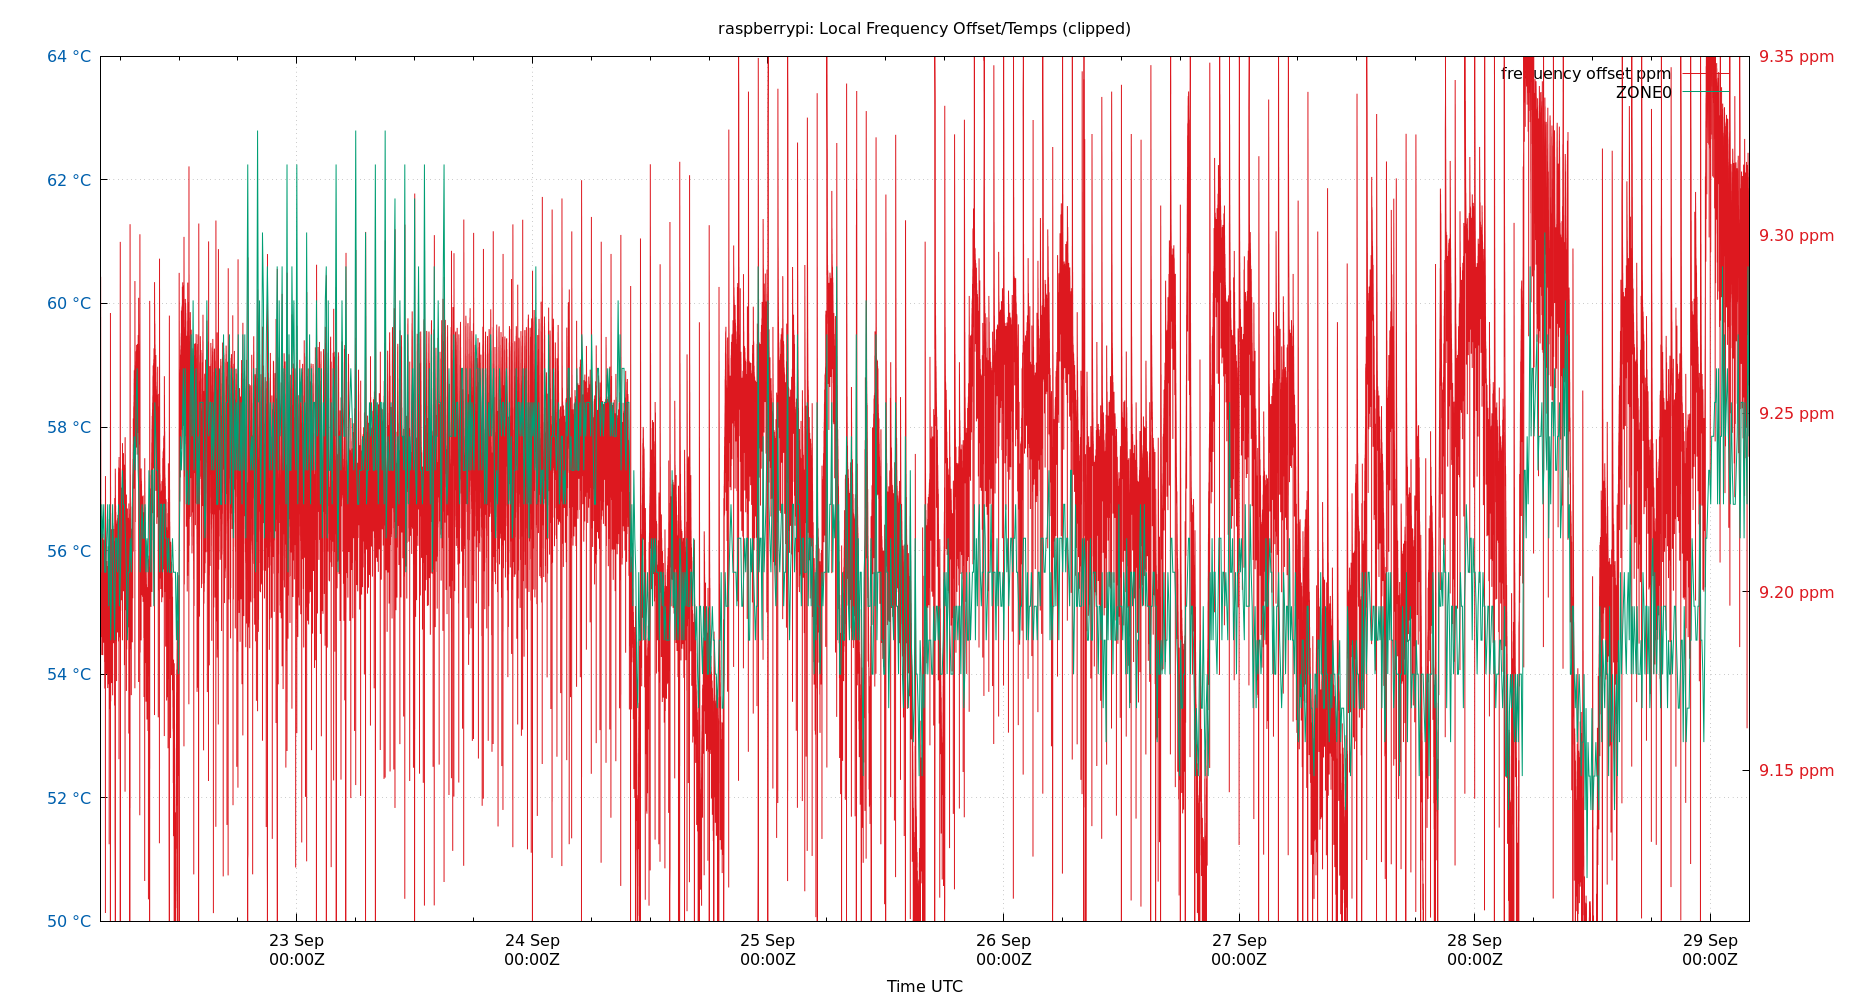 raspberrypi: Local Frequency Offset/Temps (clipped)
64 °C
62 °C
60 °C
58 °C
56 °C
54 °C
52 °C
50 °C
9.35 ppm
9.30 ppm
9.25 ppm
9.20 ppm
9.15 ppm
frequency offset ppm
ZONE0
23 Sep
00:00Z
24 Sep
00:00Z
25 Sep
00:00Z
26 Sep
00:00Z
27 Sep
00:00Z
28 Sep
00:00Z
29 Sep
00:00Z
Time UTC